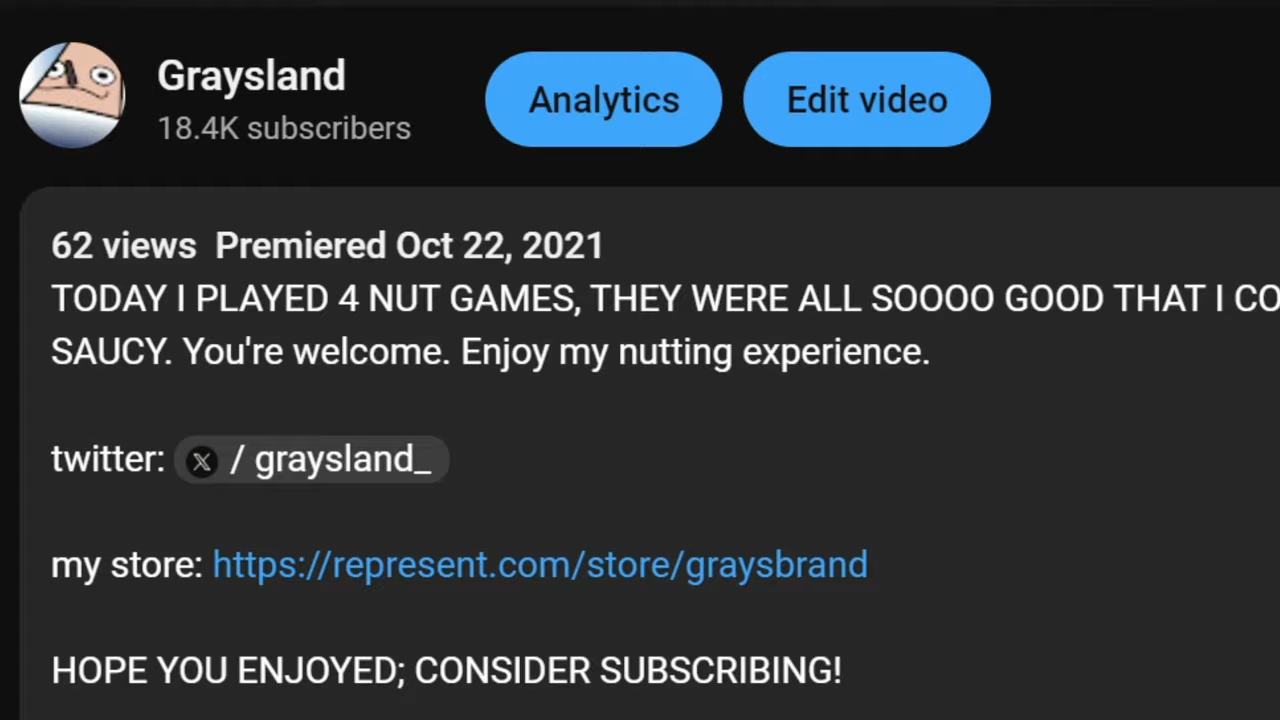 Graysland
18.4K subscribers
Analytics
Edit video
62 views Premiered Oct 22, 2021
TODAY I PLAYED 4 NUT GAMES, THEY WERE ALL SOOOO GOOD THAT I CO
SAUCY. You're welcome. Enjoy my nutting experience.
twitter: X / graysland_
my store: https://represent.com/store/graysbrand
HOPE YOU ENJOYED; CONSIDER SUBSCRIBING!